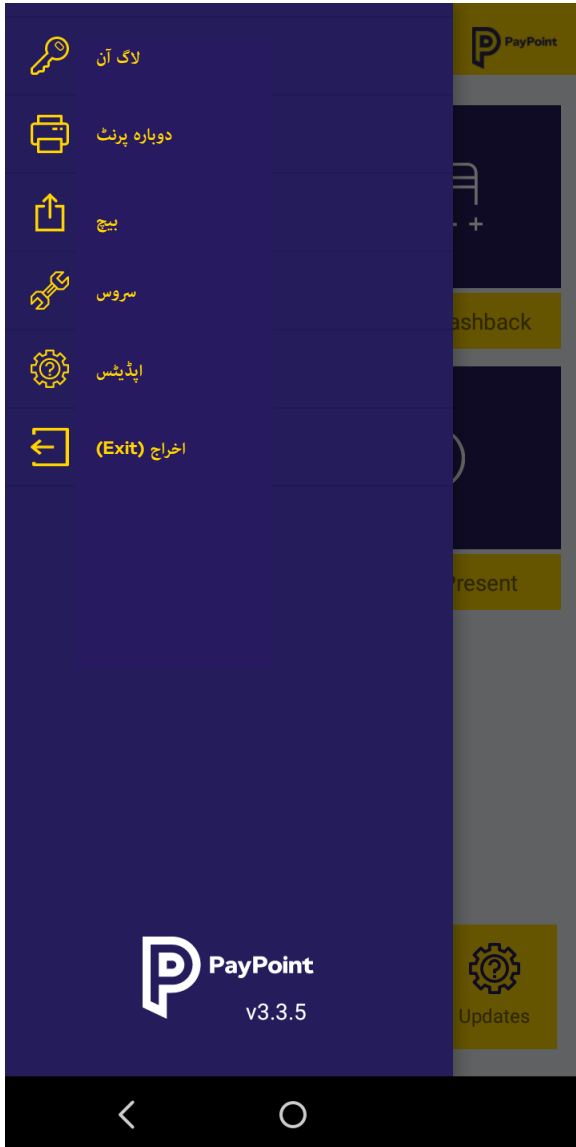 لاگ آن
دوبارہ پرنٹ
بیچ
سروس
اپڈیٹس
اخراج (Exit)
PayPoint
v3.3.5
PayPoint
ashback
Present
Updates